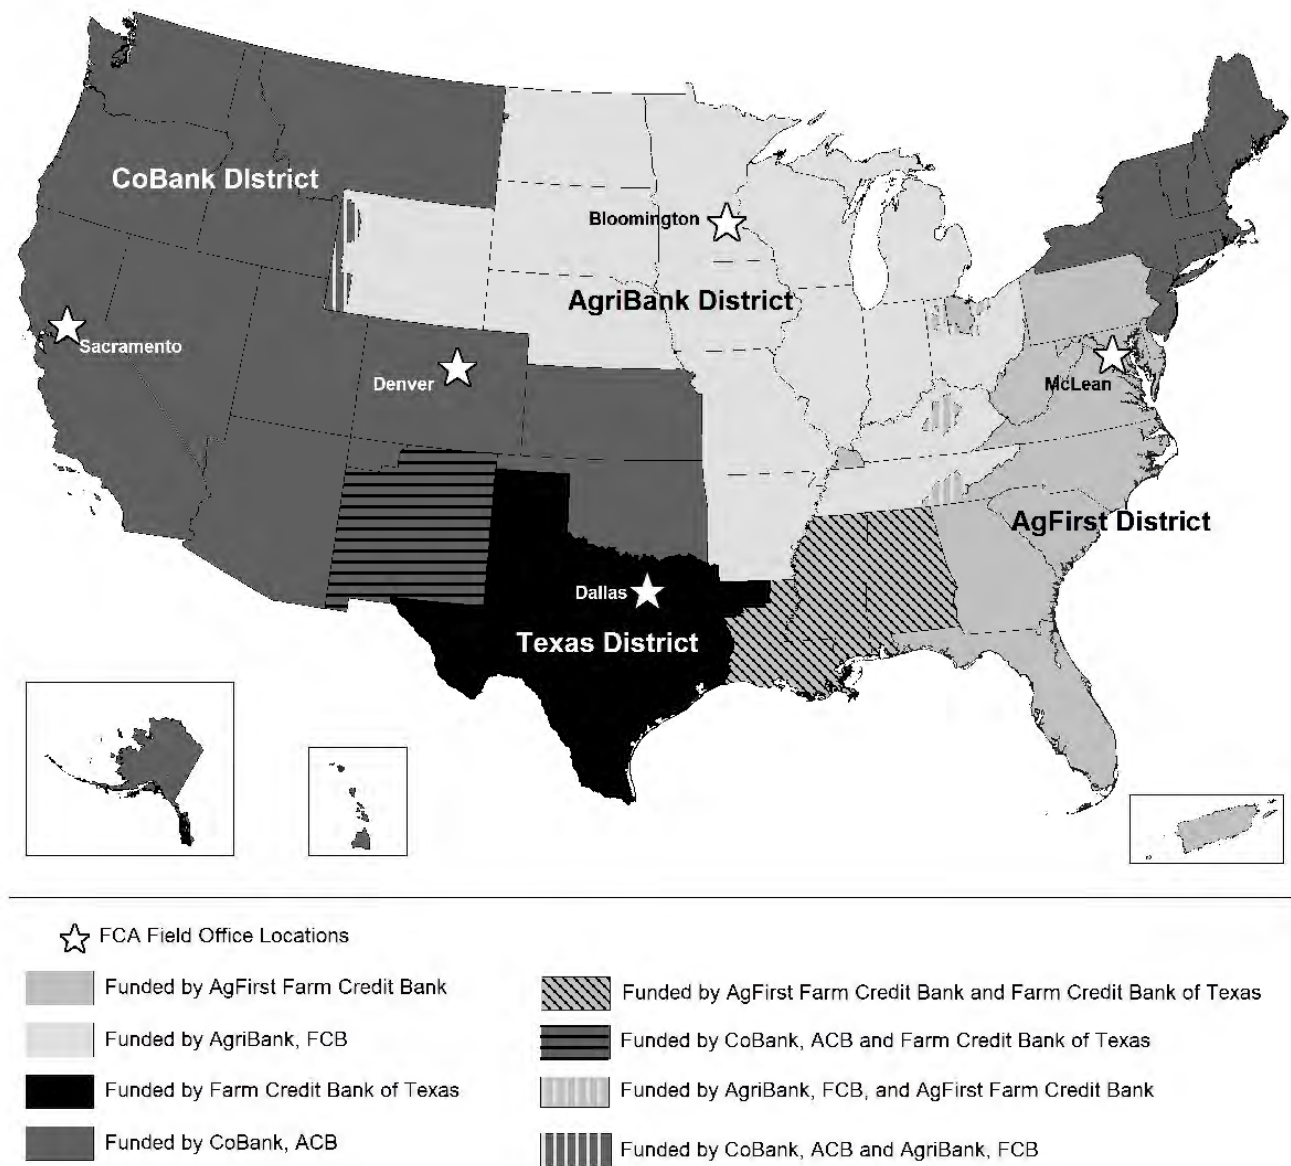 CoBank District
Bloomington
AgriBank District
Sacramento
Denver
McLean
AgFirst District
Dallas
Texas District
FCA Field Office Locations
Funded by AgFirst Farm Credit Bank
Funded by AgriBank, FCB
Funded by Farm Credit Bank of Texas
Funded by CoBank, ACB
Funded by AgFirst Farm Credit Bank and Farm Credit Bank of Texas
Funded by CoBank, ACB and Farm Credit Bank of Texas
Funded by AgriBank, FCB, and AgFirst Farm Credit Bank
Funded by CoBank, ACB and AgriBank, FCB